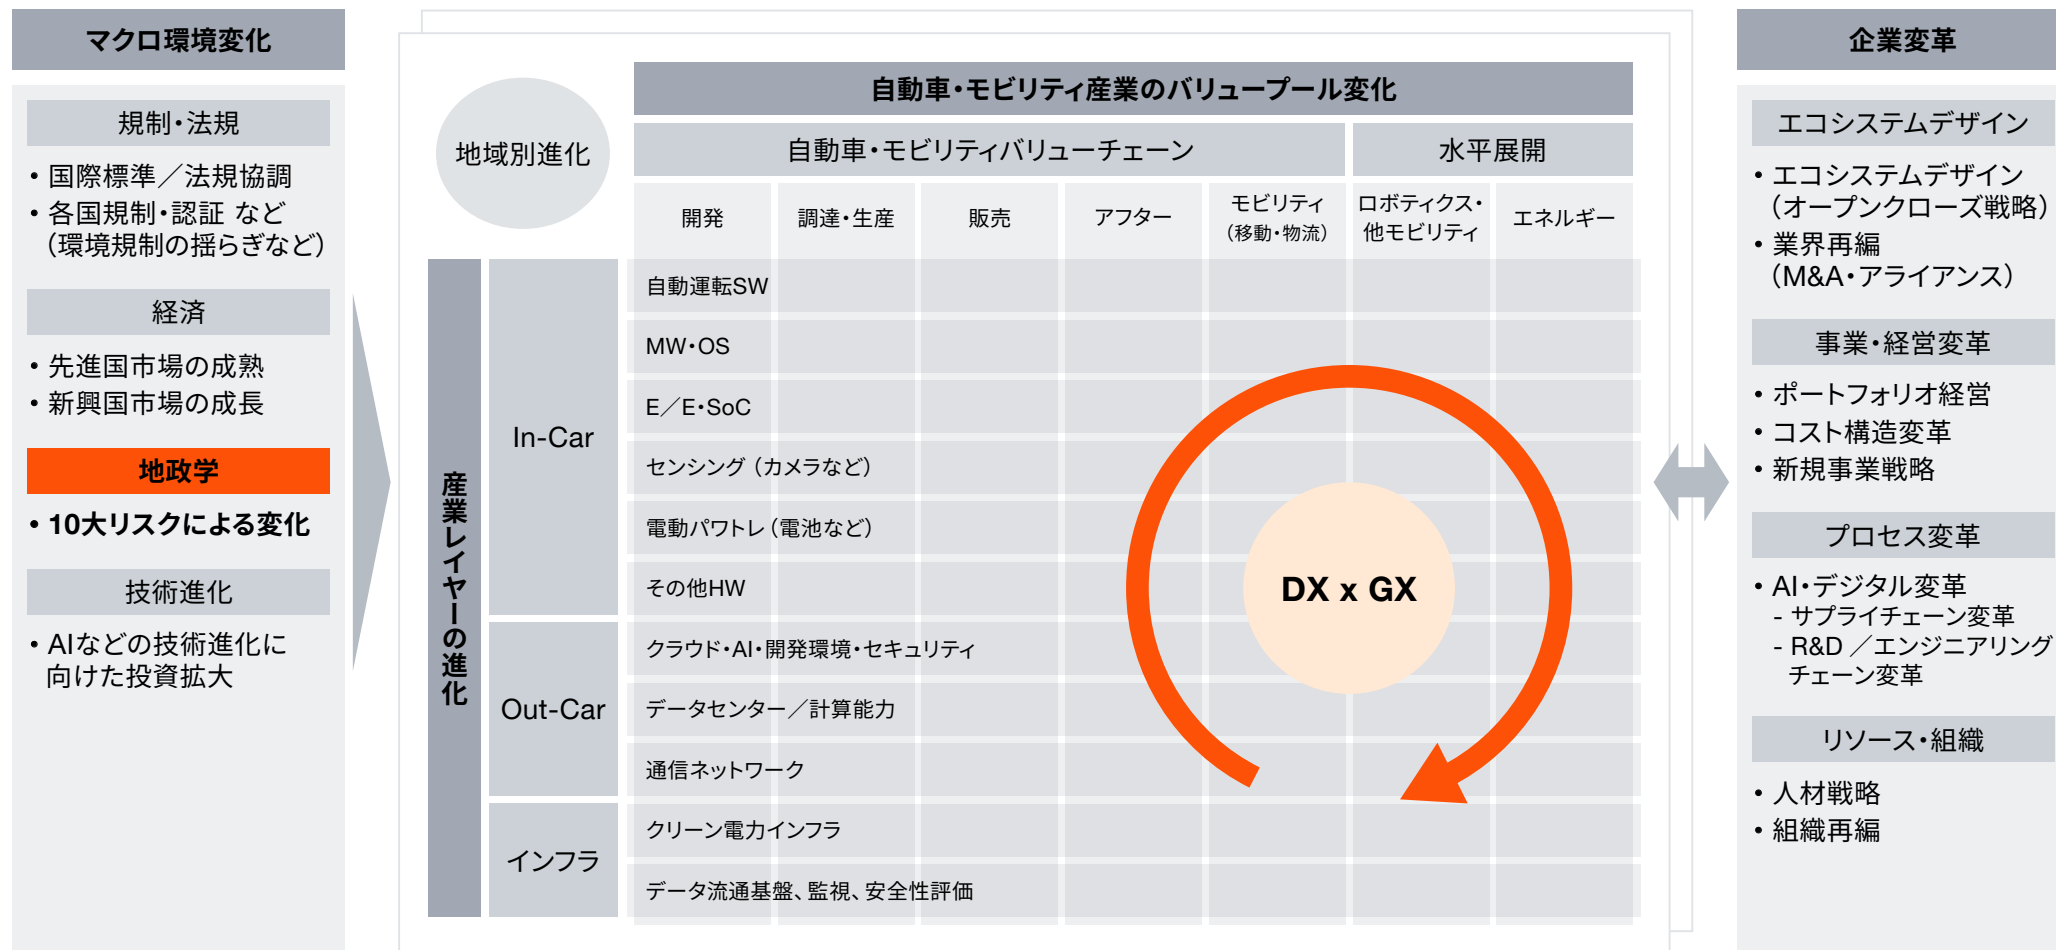 マクロ環境変化
規制・法規
・国際標準／法規協調
・各国規制・認証 など
（環境規制の揺らぎなど）
経済
・先進国市場の成熟
・新興国市場の成長
地政学
・10大リスクによる変化
技術進化
・AIなどの技術進化に
向けた投資拡大
地域別進化
自動車・モビリティ産業のバリュープール変化
自動車・モビリティバリューチェーン
水平展開
開発
調達・生産
販売
アフター
モビリティ
（移動・物流）
ロボティクス・
他モビリティ
エネルギー
産業レイヤーの進化
In-Car
自動運転SW
MW・OS
E／E・SoC
センシング（カメラなど）
電動パワトレ（電池など）
その他HW
Out-Car
クラウド・AI・開発環境・セキュリティ
データセンター／計算能力
通信ネットワーク
インフラ
クリーン電力インフラ
データ流通基盤、監視、安全性評価
DX x GX
企業変革
エコシステムデザイン
・エコシステムデザイン
（オープンクローズ戦略）
・業界再編
（M&A・アライアンス）
事業・経営変革
・ポートフォリオ経営
・コスト構造変革
・新規事業戦略
プロセス変革
・AI・デジタル変革
- サプライチェーン変革
- R&D ／エンジニアリング
チェーン変革
リソース・組織
・人材戦略
・組織再編